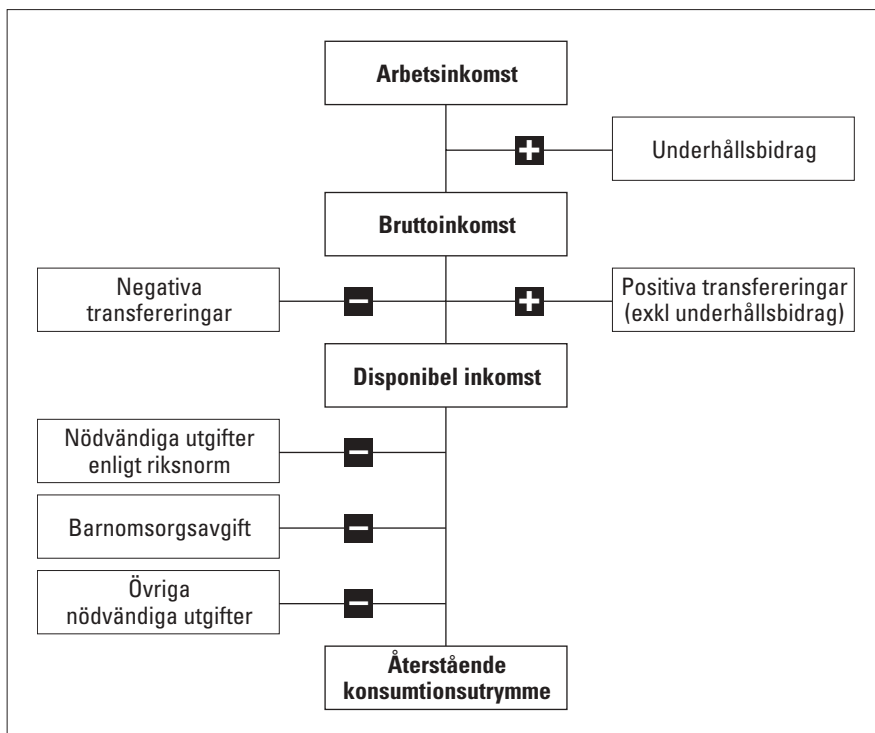 Arbetsinkomst
Underhållsbidrag
Bruttoinkomst
Negativa
transfereringar
Positiva transfereringar
(exkl underhållsbidrag)
Disponibel inkomst
Nödvändiga utgifter
enligt riksnorm
Barnomsorgsavgift
Övriga
nödvändiga utgifter
Återstående
konsumtionsutrymme